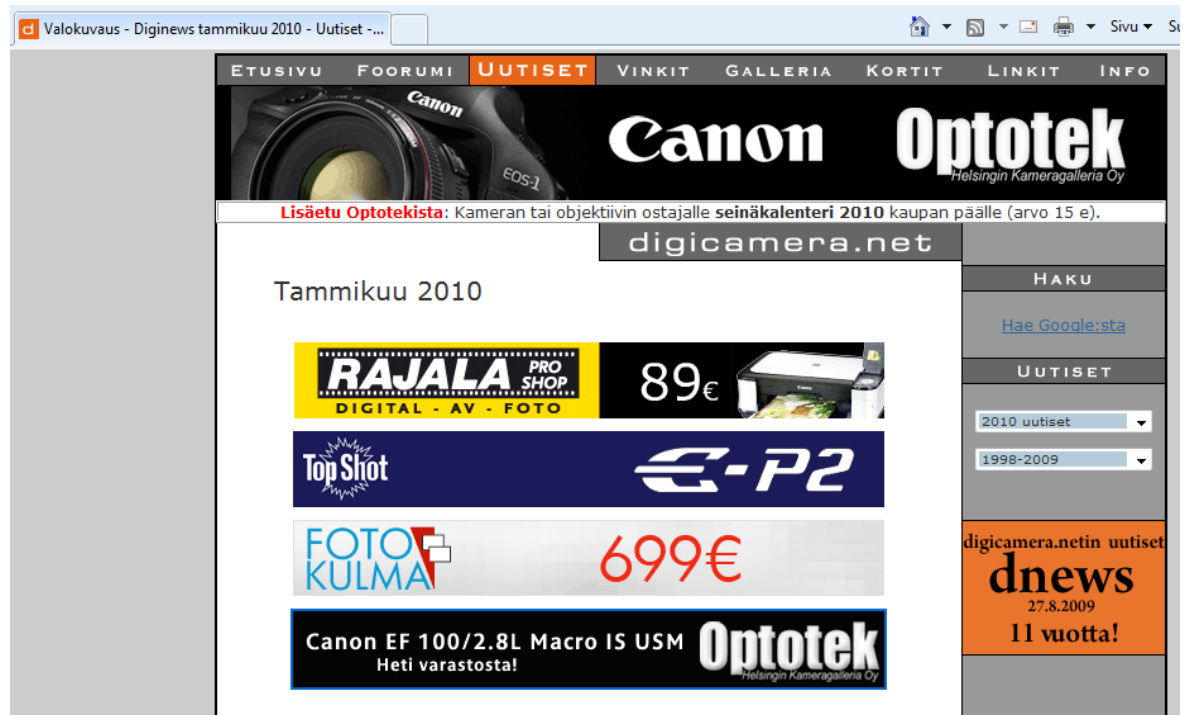 Valokuvaus - Diginews tammikuu 2010 - Uutiset -...
Sivu
ETUSIVU FOORUMI UUTISET VINKIT GALLERIA KORTIT LINKIT INFO
Canon
EOS-1
Canon
Optotek
Helsingin Kameragalleria Oy
Lisäetu Optotekista: Kameran tai objektiivin ostajalle seinäkalenteri 2010 kaupan päälle (arvo 15 e).
digicamera.net
Tammikuu 2010
RAJALA PRO SHOP
DIGITAL - AV - FOTO
89€
Top Shot
E-P2
FOTO
KULMA
699€
Canon EF 100/2.8L Macro IS USM
Heti varastosta!
Optotek
Helsingin Kameragalleria Oy
HAKU
Hae Google:sta
UUTISET
2010 uutiset
1998-2009
digicamera.netin uutiset
dnews
27.8.2009
11 vuotta!